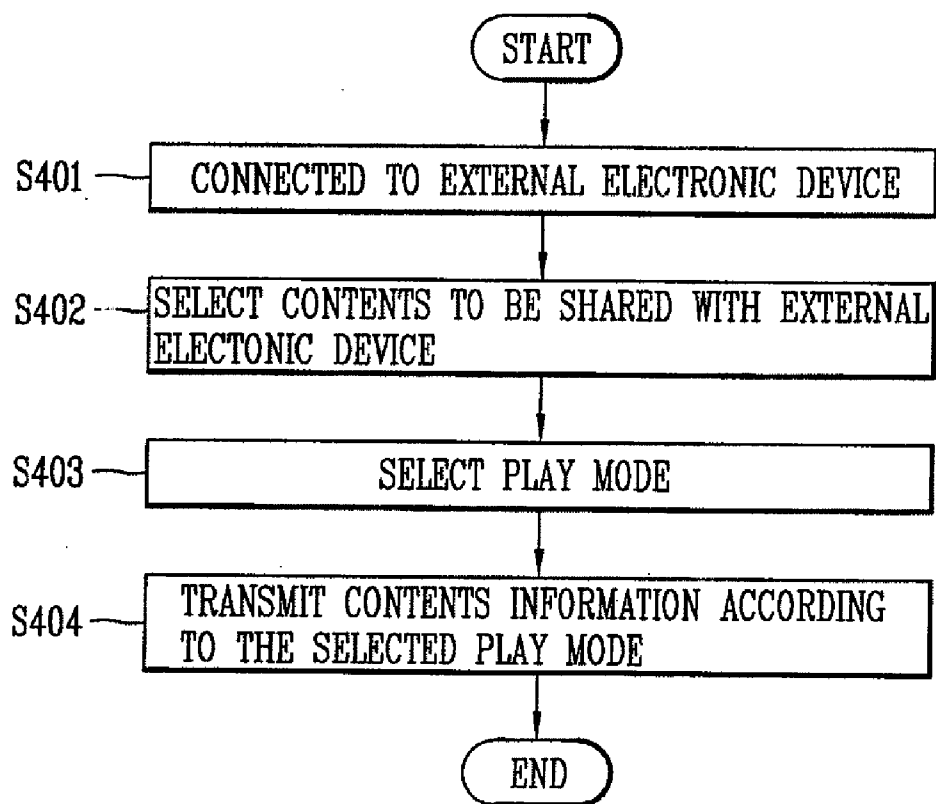 START
S401
CONNECTED TO EXTERNAL ELECTRONIC DEVICE
S402
SELECT CONTENTS TO BE SHARED WITH EXTERNAL
ELECTONIC DEVICE
S403
SELECT PLAY MODE
S404
TRANSMIT CONTENTS INFORMATION ACCORDING
TO THE SELECTED PLAY MODE
END